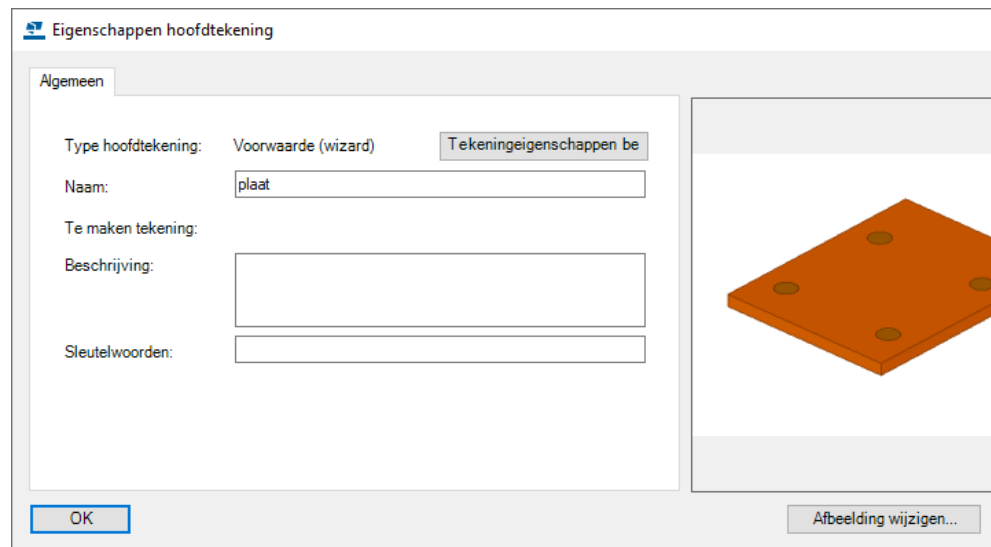 Eigenschappen hoofdtekening
Algemeen
Type hoofdtekening: Voorwaarde (wizard) Tekeningeigenschappen be
Naam: plaat
Te maken tekening:
Beschrijving:
Sleutelwoorden:
OK Afbeelding wijzigen...